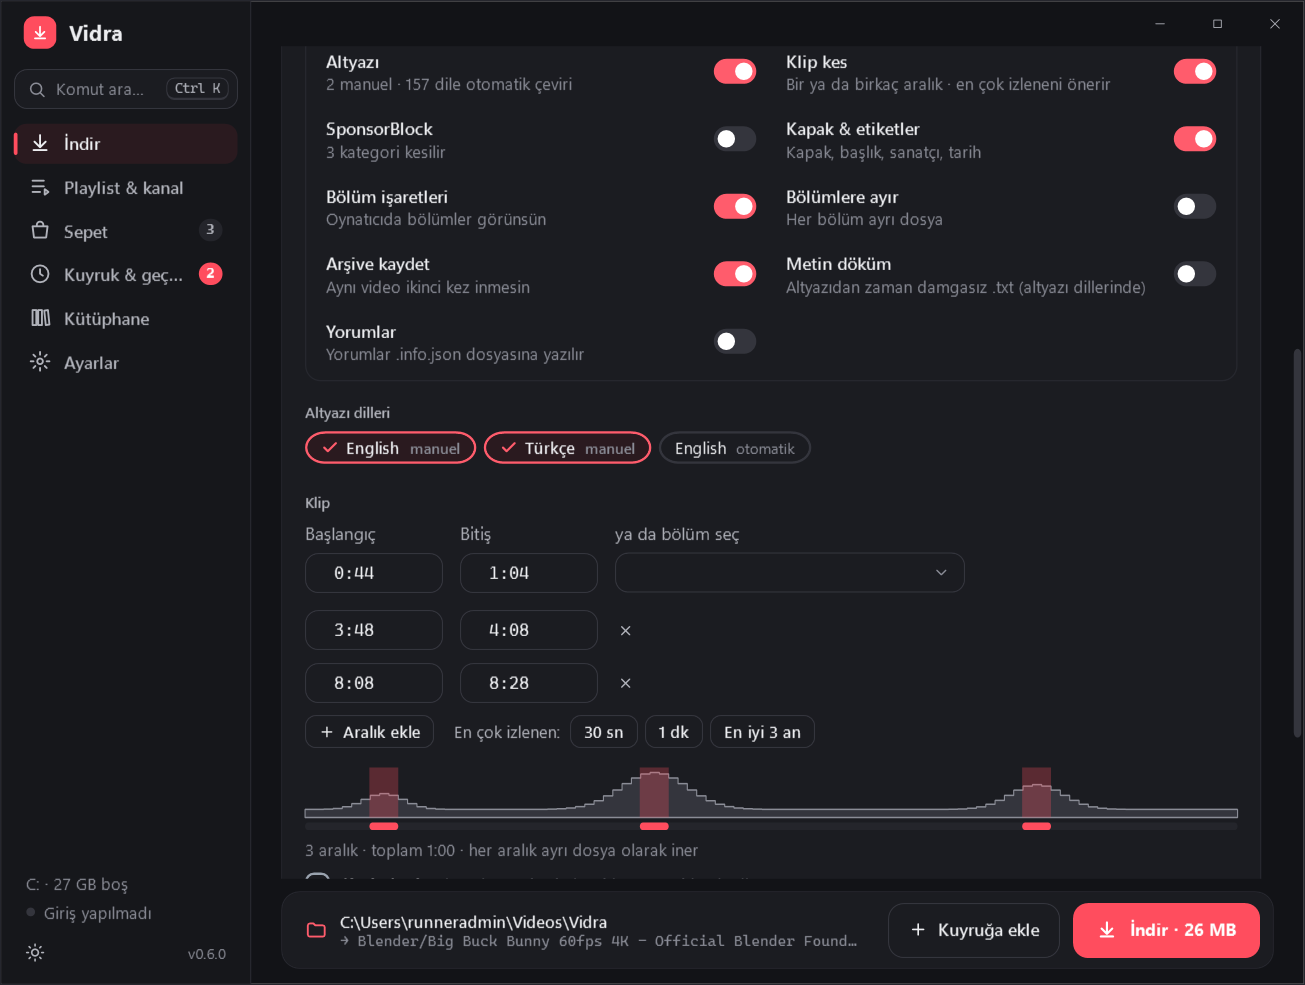 Vidra
Komut ara... Ctrl K
İndir
Playlist & kanal
Sepet 3
Kuyruk & geç... 2
Kütüphane
Ayarlar
C: · 27 GB boş
Giriş yapılmadı
v0.6.0
Altyazı
2 manuel · 157 dile otomatik çeviri
Klip kes
Bir ya da birkaç aralık · en çok izleneni önerir
SponsorBlock
3 kategori kesilir
Kapak & etiketler
Kapak, başlık, sanatçı, tarih
Bölüm işaretleri
Oynatıcıda bölümler görünsün
Bölümlere ayır
Her bölüm ayrı dosya
Arşive kaydet
Aynı video ikinci kez inmesin
Metin döküm
Altyazıdan zaman damgasız .txt (altyazı dillerinde)
Yorumlar
Yorumlar .info.json dosyasına yazılır
Altyazı dilleri
English manuel Türkçe manuel English otomatik
Klip
Başlangıç Bitiş ya da bölüm seç
0:44 1:04
3:48 4:08 ×
8:08 8:28 ×
+ Aralık ekle En çok izlenen: 30 sn 1 dk En iyi 3 an
3 aralık · toplam 1:00 · her aralık ayrı dosya olarak iner
C:\Users\runneradmin\Videos\Vidra
→ Blender/Big Buck Bunny 60fps 4K - Official Blender Found…
+ Kuyruğa ekle
İndir · 26 MB